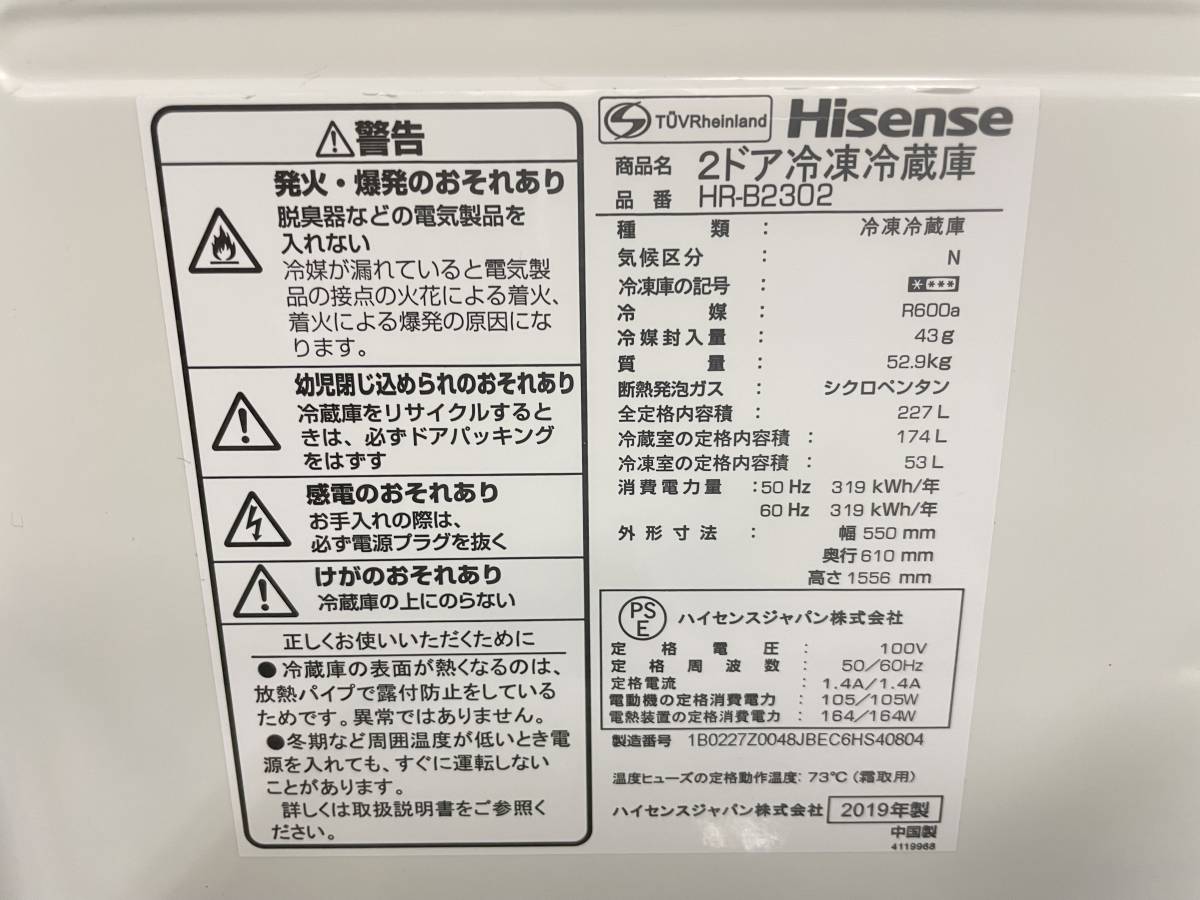 警告
発火・爆発のおそれあり
脱臭器などの電気製品を
入れない
冷媒が漏れていると電気製
品の接点の火花による着火、
着火による爆発の原因にな
ります。
幼児閉じ込められのおそれあり
冷蔵庫をリサイクルすると
きは、必ずドアパッキング
をはずす
感電のおそれあり
お手入れの際は、
必ず電源プラグを抜く
けがのおそれあり
冷蔵庫の上にのらない
正しくお使いいただくために
●冷蔵庫の表面が熱くなるのは、
放熱パイプで露付防止をしている
ためです。異常ではありません。
●冬期など周囲温度が低いとき電
源を入れても、すぐに運転しない
ことがあります。
詳しくは取扱説明書をご参照く
ださい。
TÜVRheinland Hisense
商品名 2ドア冷凍冷蔵庫
品番 HR-B2302
種類 : 冷凍冷蔵庫
気候区分 : N
冷凍庫の記号 : ****
冷媒 : R600a
冷媒封入量 : 43g
質量 : 52.9kg
断熱発泡ガス : シクロペンタン
全定格内容積 : 227L
冷蔵室の定格内容積 : 174L
冷凍室の定格内容積 : 53L
消費電力量 :50 Hz 319 kWh/年
60 Hz 319 kWh/年
外形寸法 : 幅 550 mm
奥行 610 mm
高さ 1556 mm
PSE ハイセンスジャパン株式会社
定格電圧 : 100V
定格周波数 : 50/60Hz
定格電流 : 1.4A/1.4A
電動機の定格消費電力 : 105/105W
電熱装置の定格消費電力 : 164/164W
製造番号 1B0227Z0048JBEC6HS40804
温度ヒューズの定格動作温度: 73℃(霜取用)
ハイセンスジャパン株式会社 2019年製
中国製
4119968